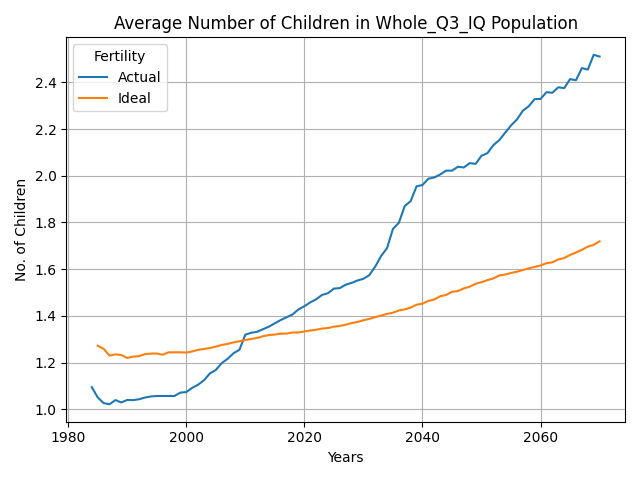 Average Number of Children in Whole_Q3_IQ Population
Fertility
Actual
Ideal
2.4
2.2
2.0
1.8
1.6
1.4
1.2
1.0
No. of Children
1980 2000 2020 2040 2060
Years